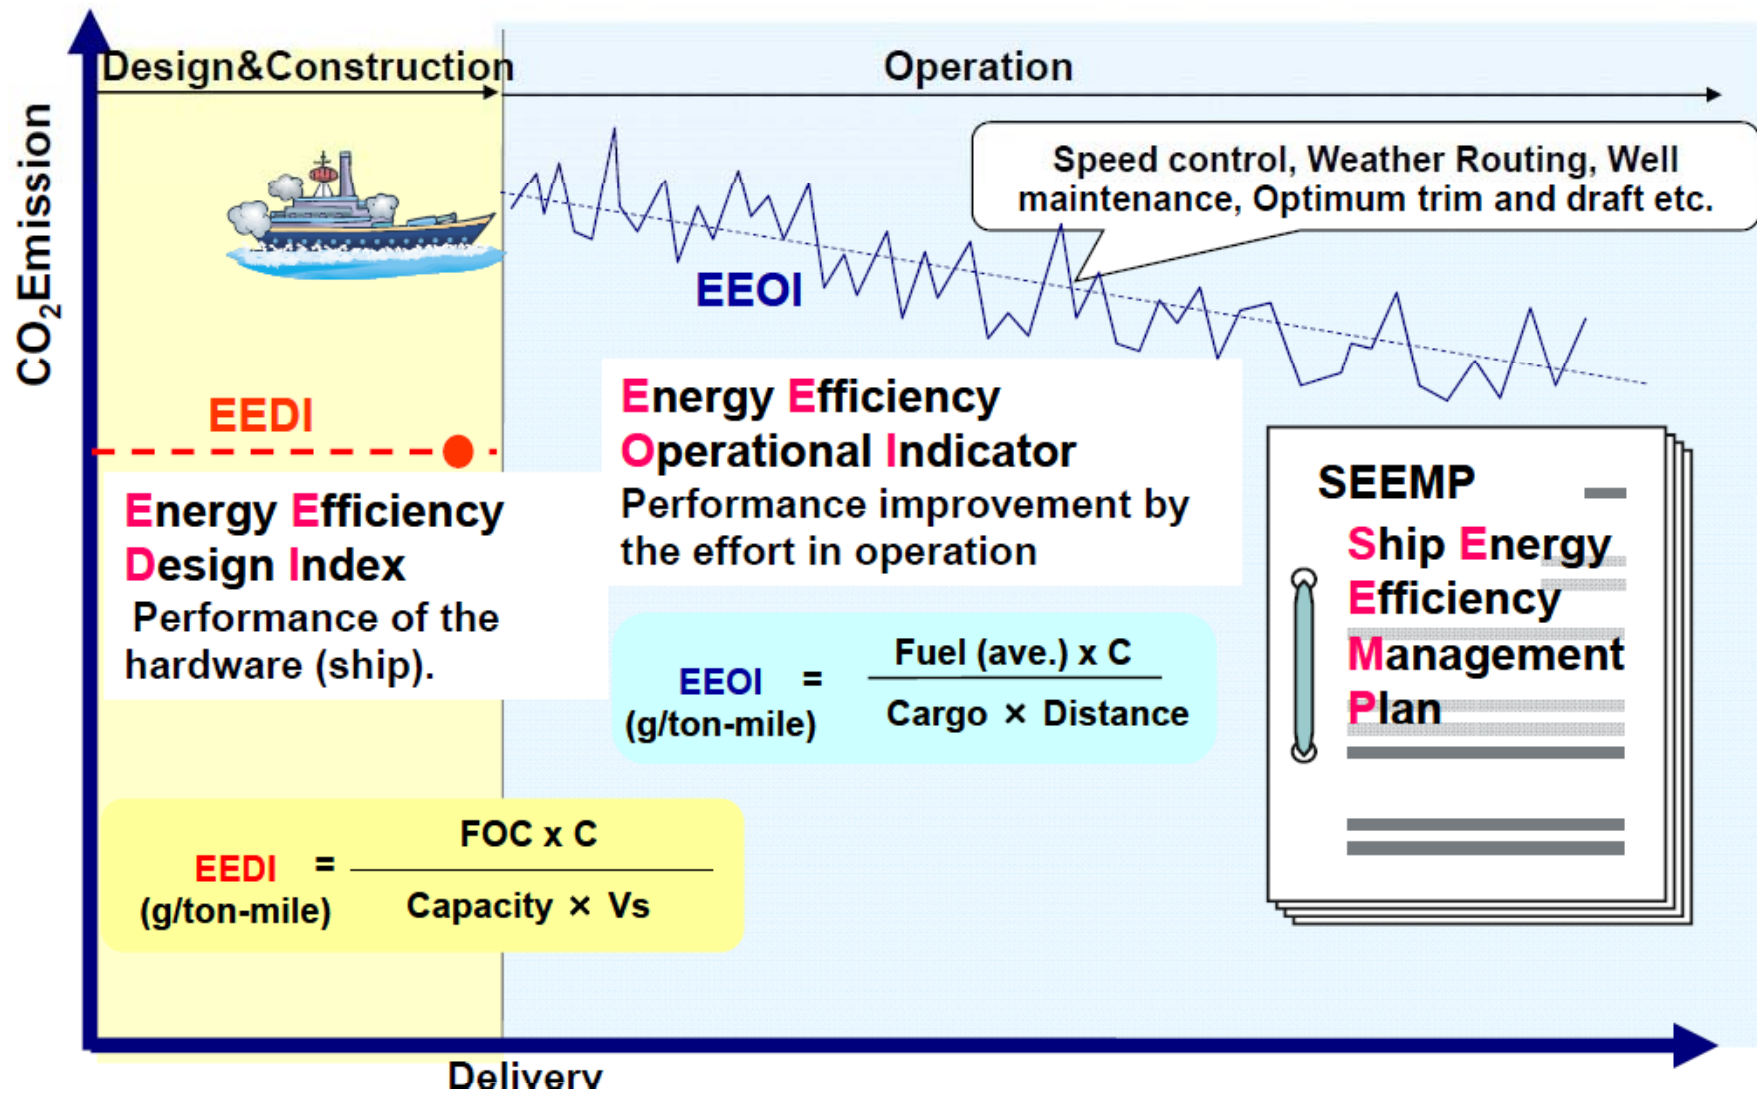 Design&Construction
Operation
CO₂Emission
Speed control, Weather Routing, Well
maintenance, Optimum trim and draft etc.
EEOI
EEDI
Energy Efficiency
Design Index
Performance of the
hardware (ship).
Energy Efficiency
Operational Indicator
Performance improvement by
the effort in operation
EEOI = Fuel (ave.) x C
(g/ton-mile) Cargo × Distance
SEEMP
Ship Energy
Efficiency
Management
Plan
EEDI = FOC x C
(g/ton-mile) Capacity × Vs
Delivery